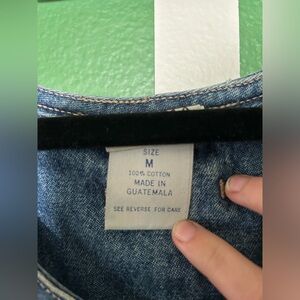 SIZE
M
100% COTTON
MADE IN
GUATEMALA
SEE REVERSE FOR CARE